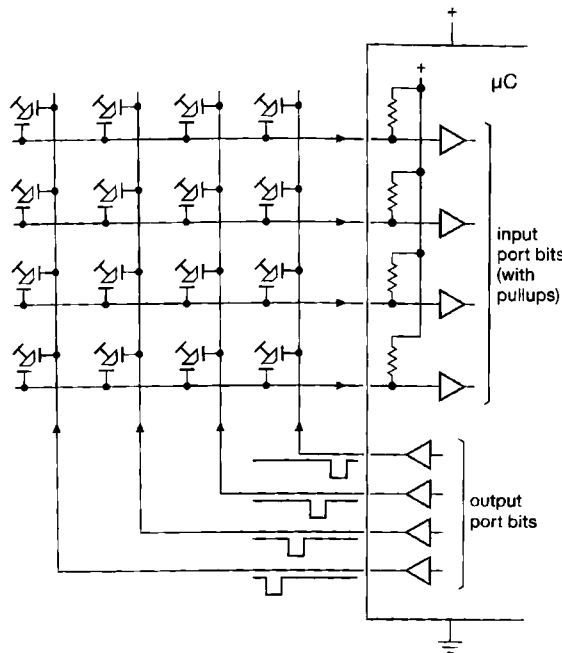 +
+
μC
input
port bits
(with
pullups)
output
port bits